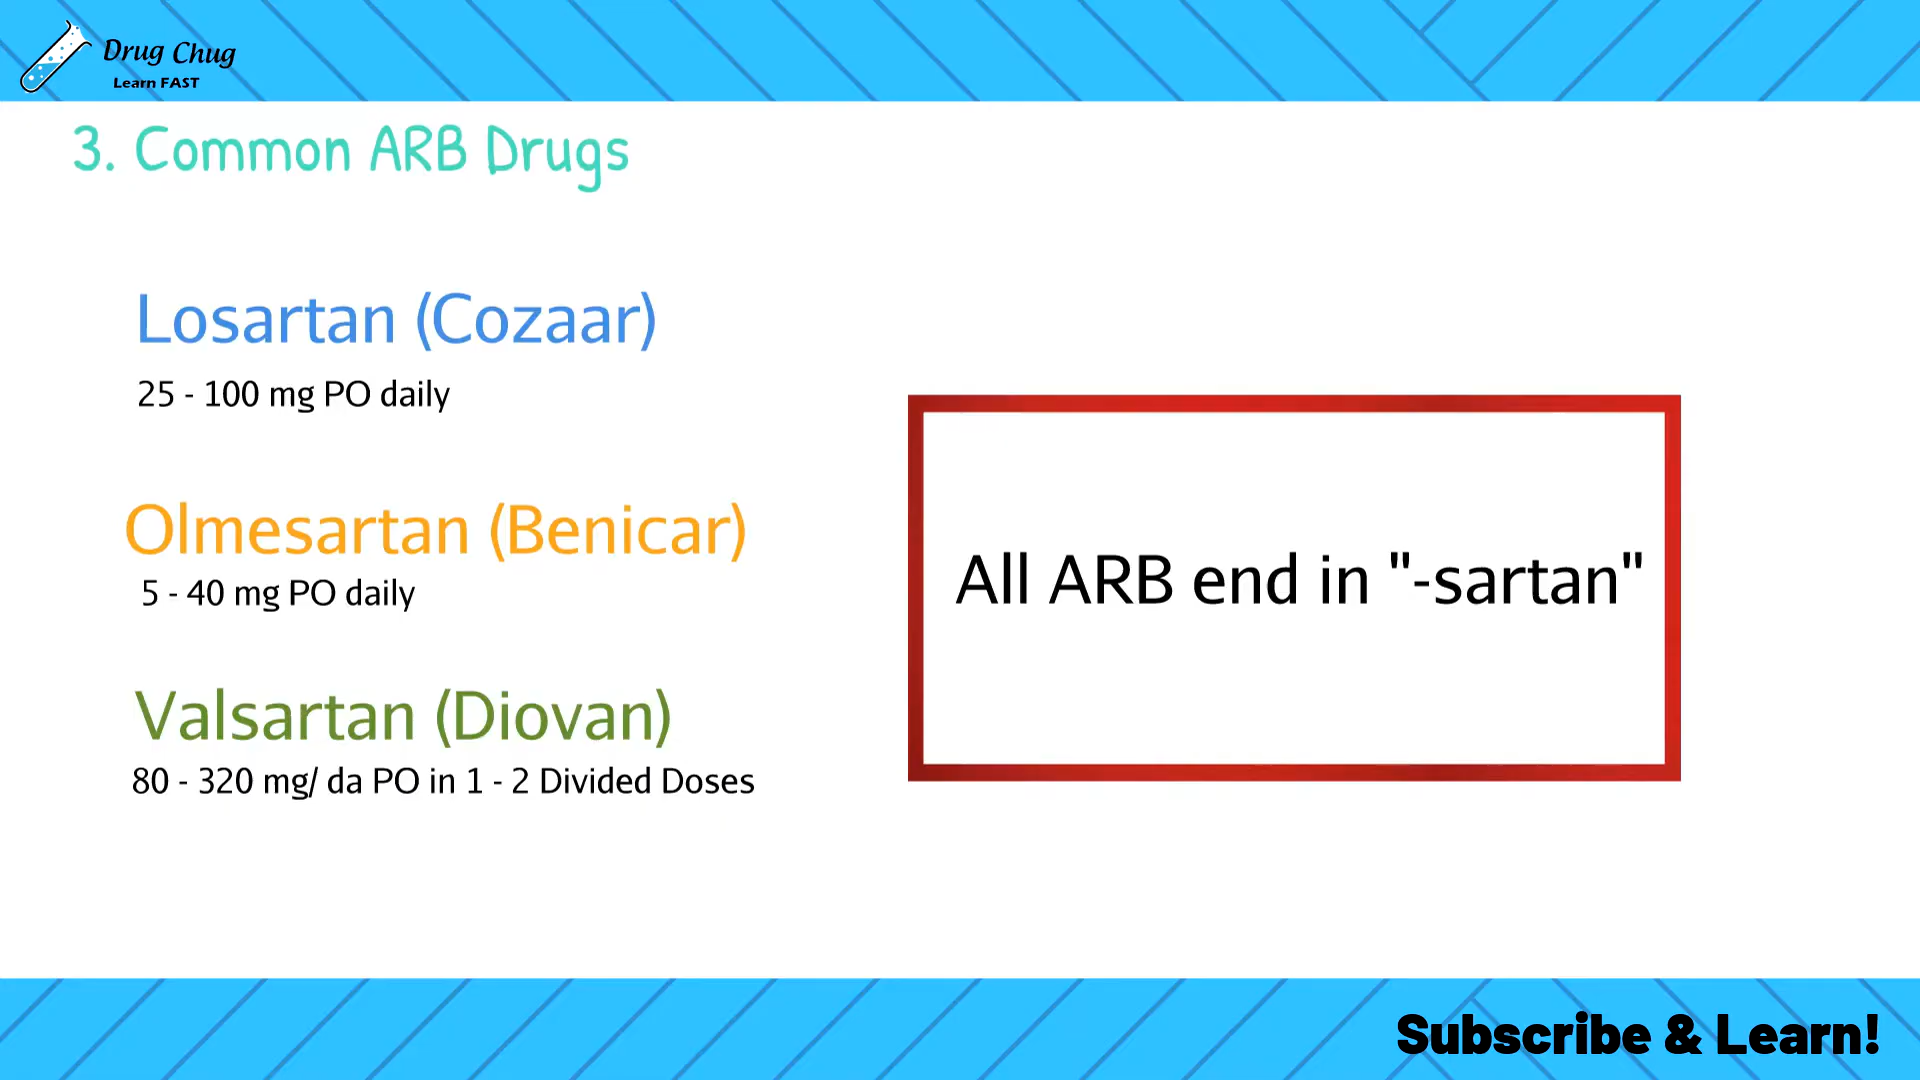 Drug Chug
Learn FAST
3. Common ARB Drugs
Losartan (Cozaar)
25 - 100 mg PO daily
Olmesartan (Benicar)
5 - 40 mg PO daily
Valsartan (Diovan)
80 - 320 mg/ da PO in 1 - 2 Divided Doses
All ARB end in "-sartan"
Subscribe & Learn!